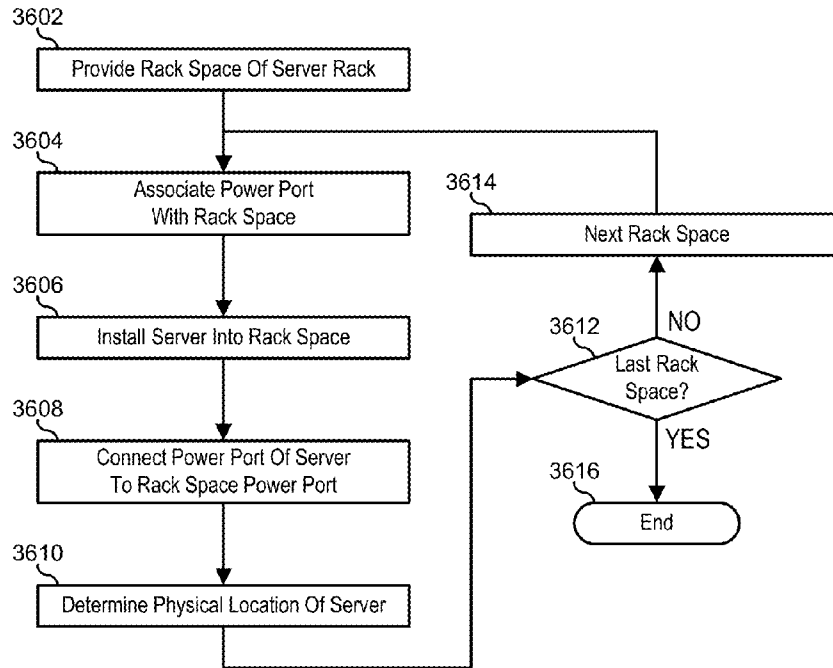 3602
Provide Rack Space Of Server Rack
3604
Associate Power Port
With Rack Space
3606
Install Server Into Rack Space
3608
Connect Power Port Of Server
To Rack Space Power Port
3610
Determine Physical Location Of Server
3612
Last Rack
Space?
NO
3614
Next Rack Space
YES
3616
End